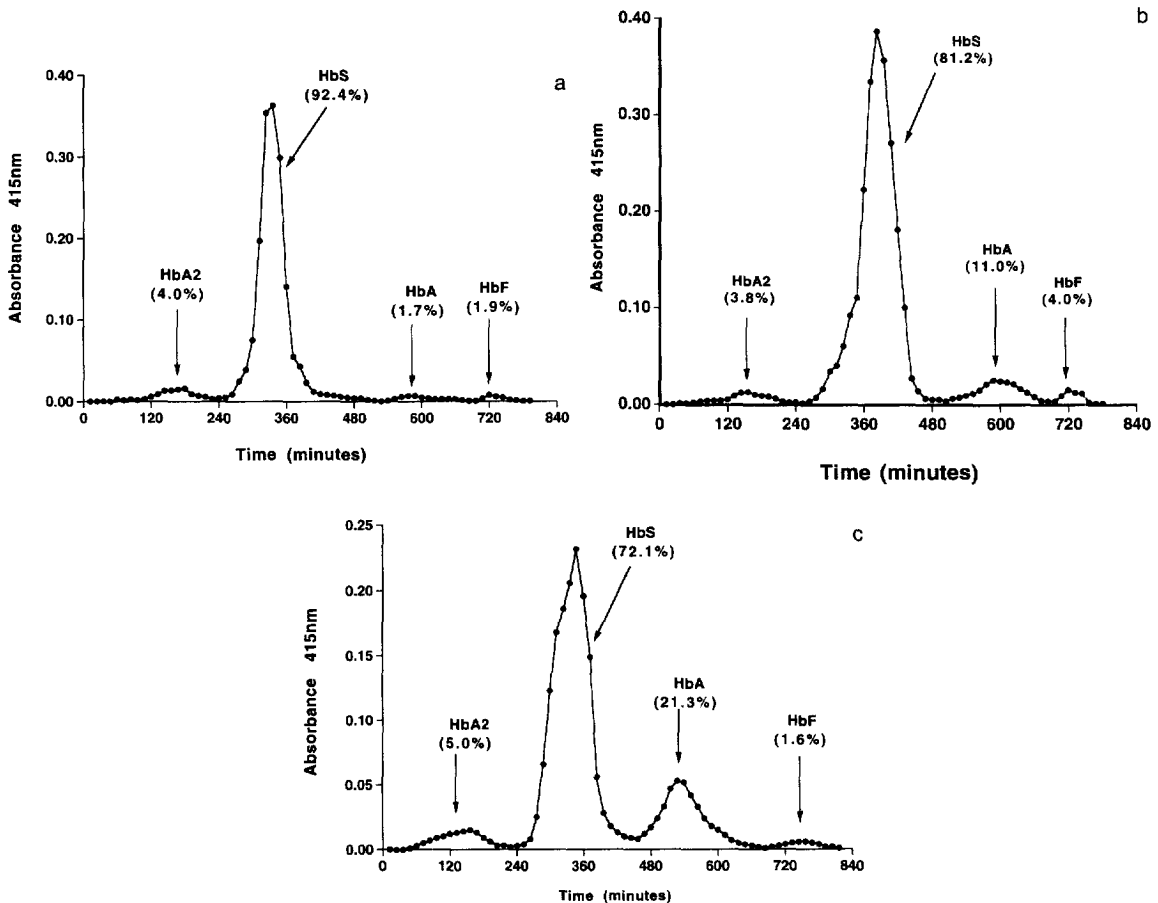 a
HbS
(92.4%)
HbA2
(4.0%)
HbA
(1.7%)
HbF
(1.9%)
Absorbance 415nm
0.40
0.30
0.20
0.10
0.00
0 120 240 360 480 600 720 840
Time (minutes)
b
HbS
(81.2%)
HbA2
(3.8%)
HbA
(11.0%)
HbF
(4.0%)
Absorbance 415nm
0.40
0.30
0.20
0.10
0.00
0 120 240 360 480 600 720 840
Time (minutes)
c
HbS
(72.1%)
HbA2
(5.0%)
HbA
(21.3%)
HbF
(1.6%)
Absorbance 415nm
0.25
0.20
0.15
0.10
0.05
0.00
0 120 240 360 480 600 720 840
Time (minutes)